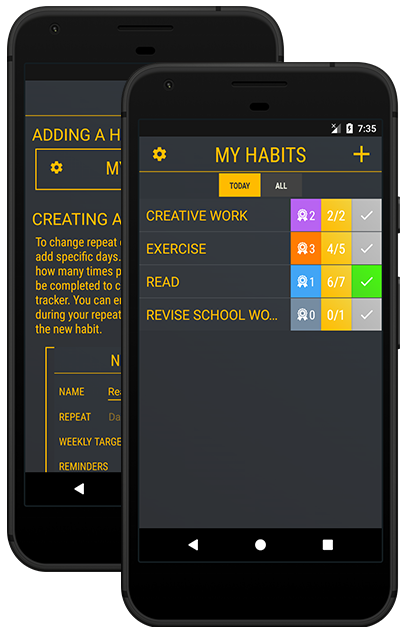 ADDING A H
MY
CREATING A
To change repeat
add specific days.
how many times p
be completed to c
tracker. You can en
during your repeat
the new habit.
N
NAME Rea
REPEAT Da
WEEKLY TARGE
REMINDERS
7:35
MY HABITS
TODAY ALL
CREATIVE WORK 2 2/2
EXERCISE 3 4/5
READ 1 6/7
REVISE SCHOOL WO... 0 0/1